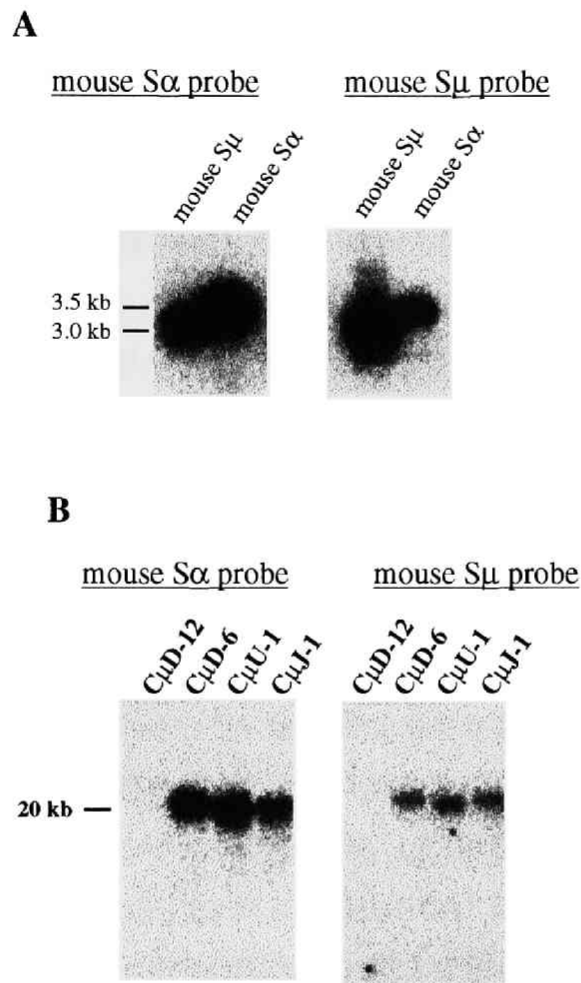 A
mouse Sα probe
mouse Sμ probe
mouse Sμ
mouse Sα
mouse Sμ
mouse Sα
3.5 kb
3.0 kb
B
mouse Sα probe
mouse Sμ probe
CμD-12
CμD-6
CμU-1
CμJ-1
CμD-12
CμD-6
CμU-1
CμJ-1
20 kb